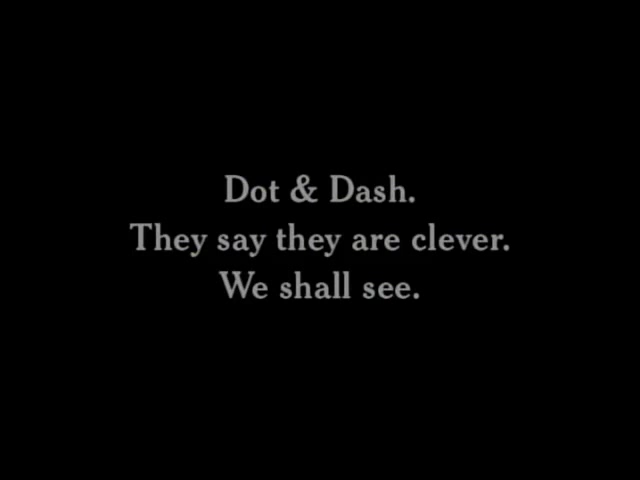 Dot & Dash.
They say they are clever.
We shall see.